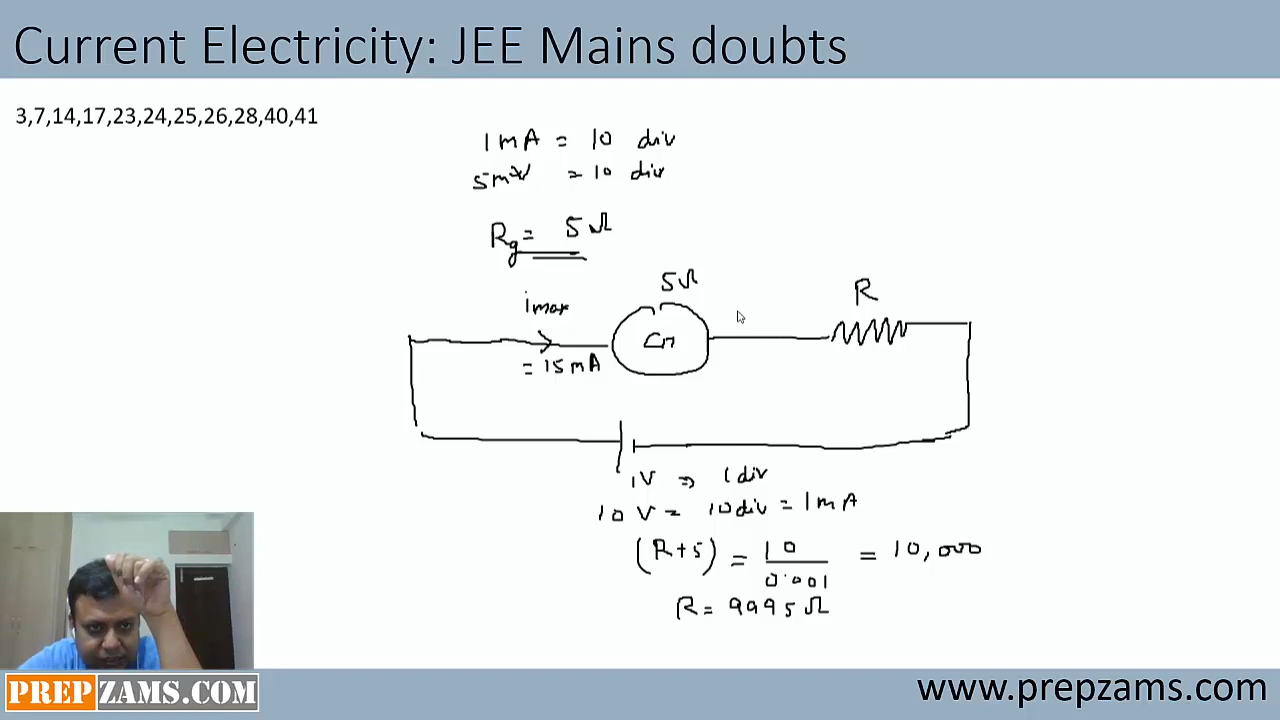 Current Electricity: JEE Mains doubts
3,7,14,17,23,24,25,26,28,40,41
1mA = 10 div
5mV = 10 div
Rg = 5Ω
imax
= 15mA
5Ω
G
R
1V ⇒ 1div
10V = 10div = 1mA
(R+5) = 10/0.001 = 10,000
R = 9995Ω
PREPZAMS.COM
www.prepzams.com